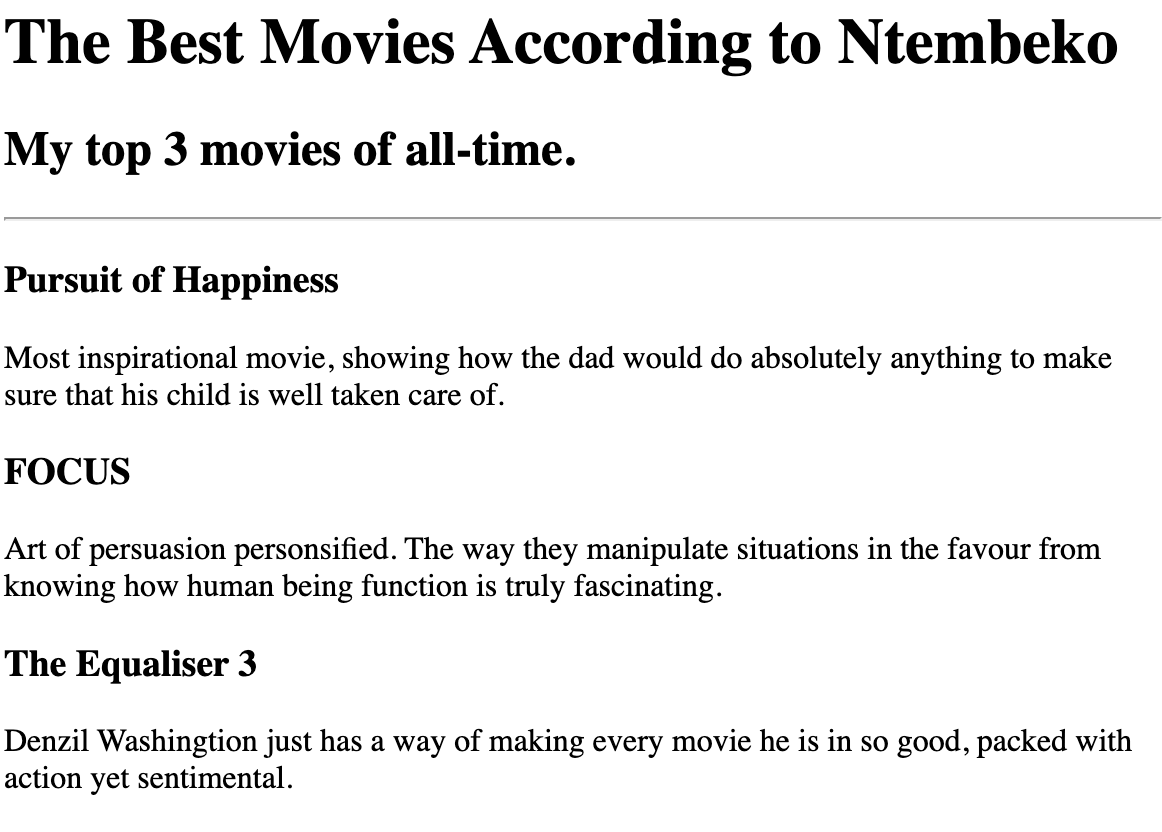 The Best Movies According to Ntembeko
My top 3 movies of all-time.
Pursuit of Happiness
Most inspirational movie, showing how the dad would do absolutely anything to make
sure that his child is well taken care of.
FOCUS
Art of persuasion personsified. The way they manipulate situations in the favour from
knowing how human being function is truly fascinating.
The Equaliser 3
Denzil Washingtion just has a way of making every movie he is in so good, packed with
action yet sentimental.